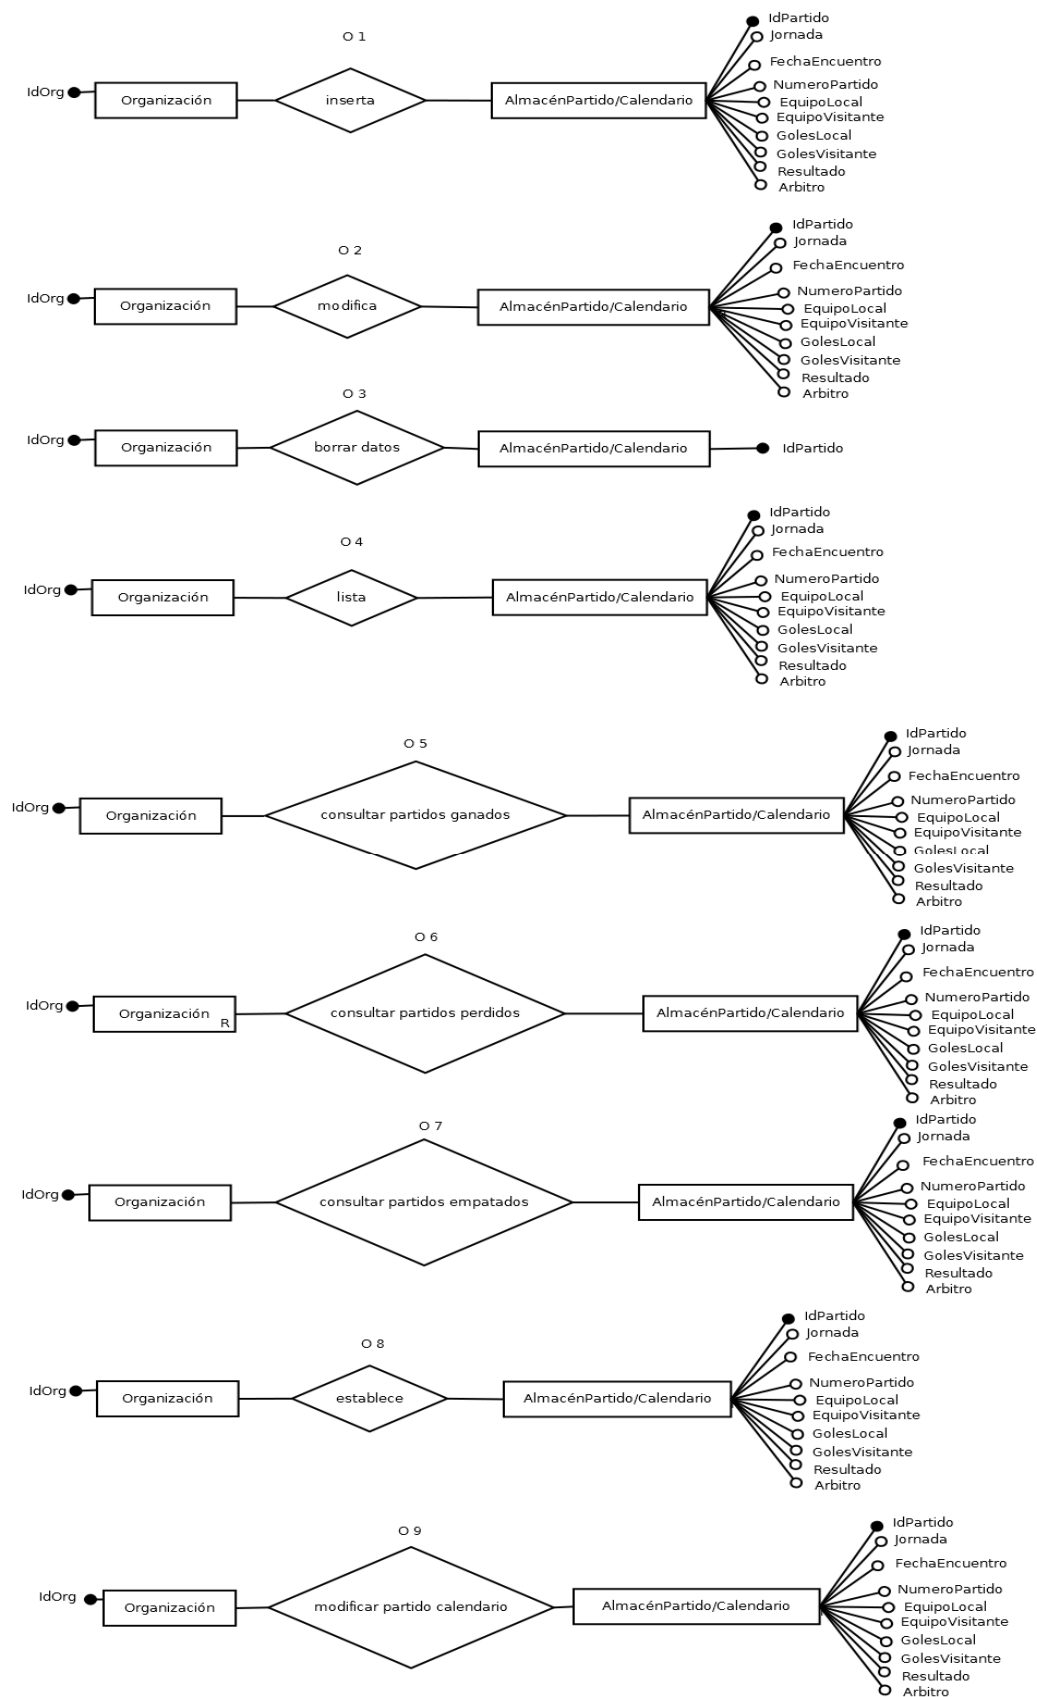 O 1
IdOrg
Organización
inserta
AlmacénPartido/Calendario
IdPartido
Jornada
FechaEncuentro
NumeroPartido
EquipoLocal
EquipoVisitante
GolesLocal
GolesVisitante
Resultado
Arbitro
O 2
IdOrg
Organización
modifica
AlmacénPartido/Calendario
IdPartido
Jornada
FechaEncuentro
NumeroPartido
EquipoLocal
EquipoVisitante
GolesLocal
GolesVisitante
Resultado
Arbitro
O 3
IdOrg
Organización
borrar datos
AlmacénPartido/Calendario
IdPartido
O 4
IdOrg
Organización
lista
AlmacénPartido/Calendario
IdPartido
Jornada
FechaEncuentro
NumeroPartido
EquipoLocal
EquipoVisitante
GolesLocal
GolesVisitante
Resultado
Arbitro
O 5
IdOrg
Organización
consultar partidos ganados
AlmacénPartido/Calendario
IdPartido
Jornada
FechaEncuentro
NumeroPartido
EquipoLocal
EquipoVisitante
GolesLocal
GolesVisitante
Resultado
Arbitro
O 6
IdOrg
Organización
R
consultar partidos perdidos
AlmacénPartido/Calendario
IdPartido
Jornada
FechaEncuentro
NumeroPartido
EquipoLocal
EquipoVisitante
GolesLocal
GolesVisitante
Resultado
Arbitro
O 7
IdOrg
Organización
consultar partidos empatados
AlmacénPartido/Calendario
IdPartido
Jornada
FechaEncuentro
NumeroPartido
EquipoLocal
EquipoVisitante
GolesLocal
GolesVisitante
Resultado
Arbitro
O 8
IdOrg
Organización
establece
AlmacénPartido/Calendario
IdPartido
Jornada
FechaEncuentro
NumeroPartido
EquipoLocal
EquipoVisitante
GolesLocal
GolesVisitante
Resultado
Arbitro
O 9
IdOrg
Organización
modificar partido calendario
AlmacénPartido/Calendario
IdPartido
Jornada
FechaEncuentro
NumeroPartido
EquipoLocal
EquipoVisitante
GolesLocal
GolesVisitante
Resultado
Arbitro